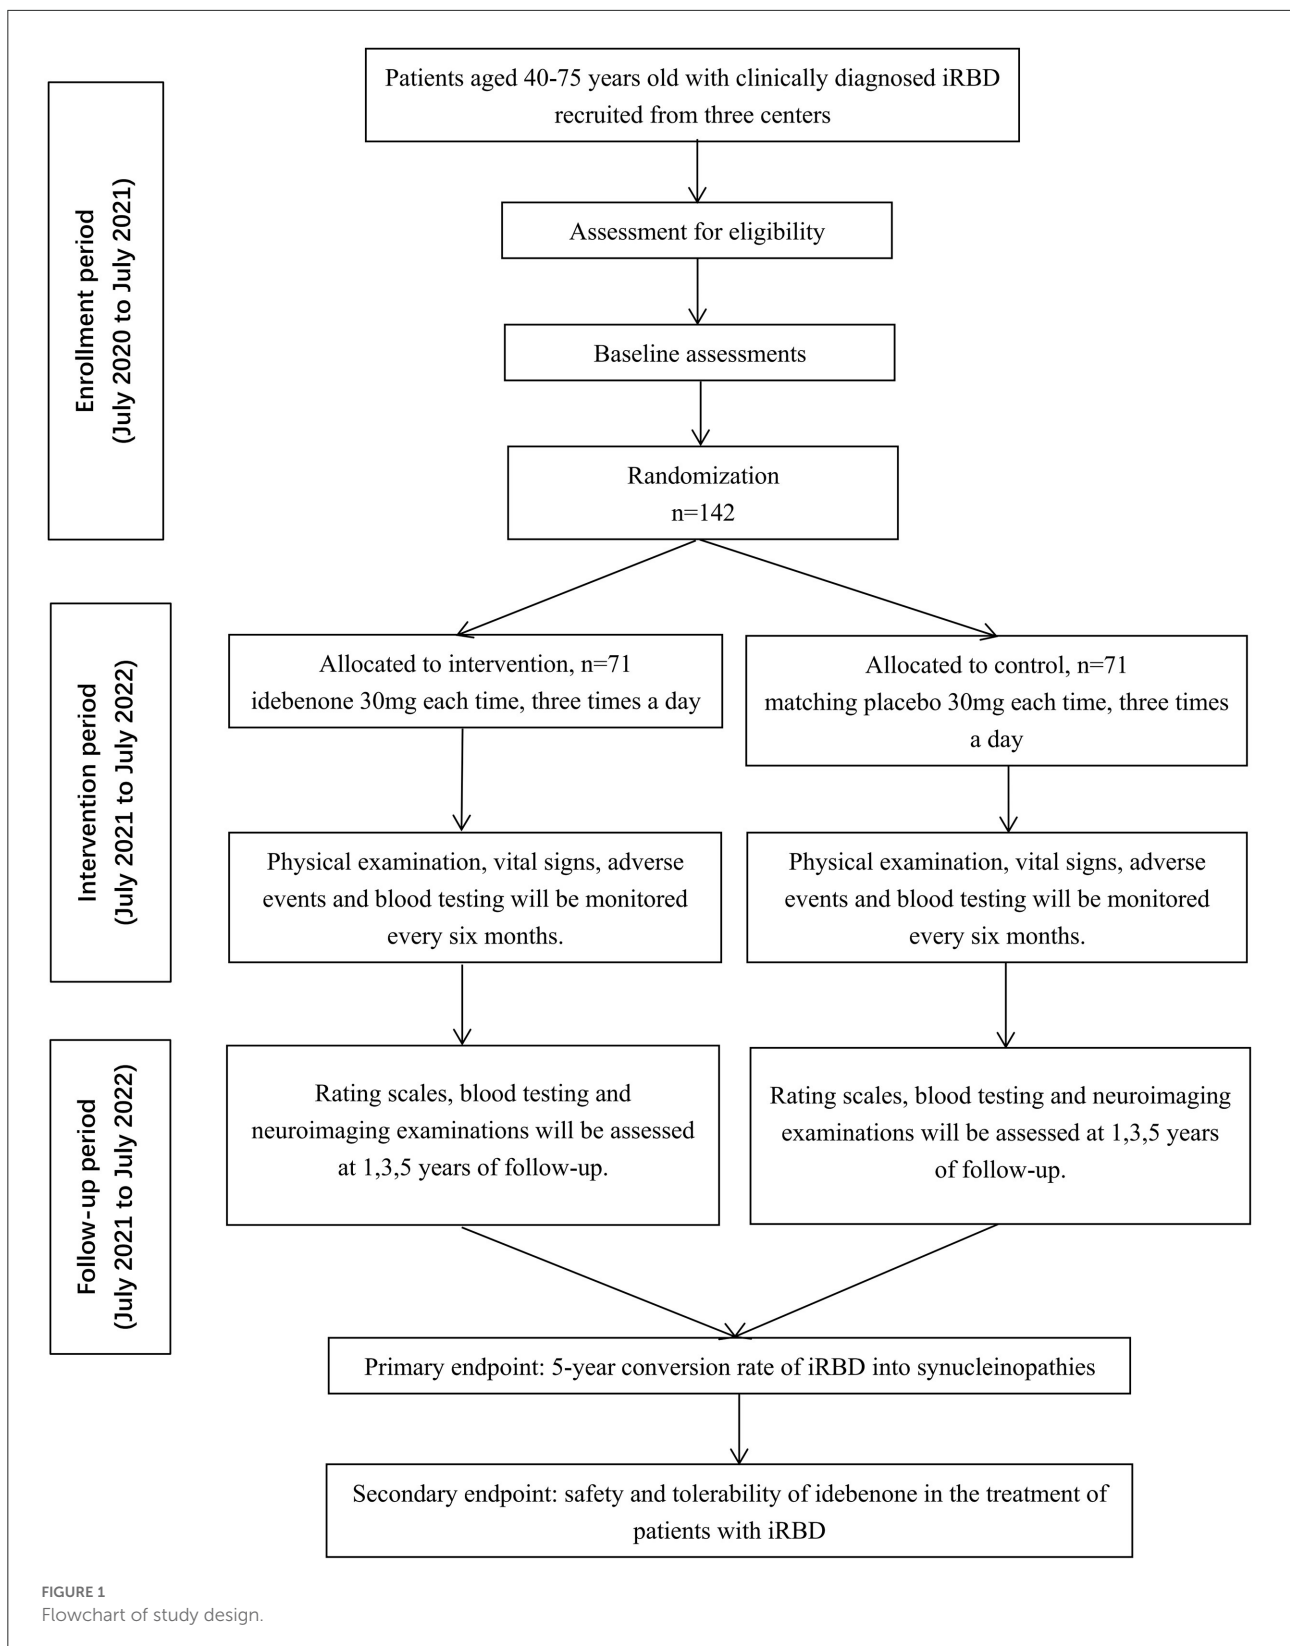 Patients aged 40-75 years old with clinically diagnosed iRBD
recruited from three centers
Enrollment period
(July 2020 to July 2021)
Assessment for eligibility
Baseline assessments
Randomization
n=142
Intervention period
(July 2021 to July 2022)
Allocated to intervention, n=71
idebenone 30mg each time, three times a day
Allocated to control, n=71
matching placebo 30mg each time, three times
a day
Physical examination, vital signs, adverse
events and blood testing will be monitored
every six months.
Physical examination, vital signs, adverse
events and blood testing will be monitored
every six months.
Follow-up period
(July 2021 to July 2022)
Rating scales, blood testing and
neuroimaging examinations will be assessed
at 1,3,5 years of follow-up.
Rating scales, blood testing and neuroimaging
examinations will be assessed at 1,3,5 years
of follow-up.
Primary endpoint: 5-year conversion rate of iRBD into synucleinopathies
Secondary endpoint: safety and tolerability of idebenone in the treatment of
patients with iRBD
FIGURE 1
Flowchart of study design.